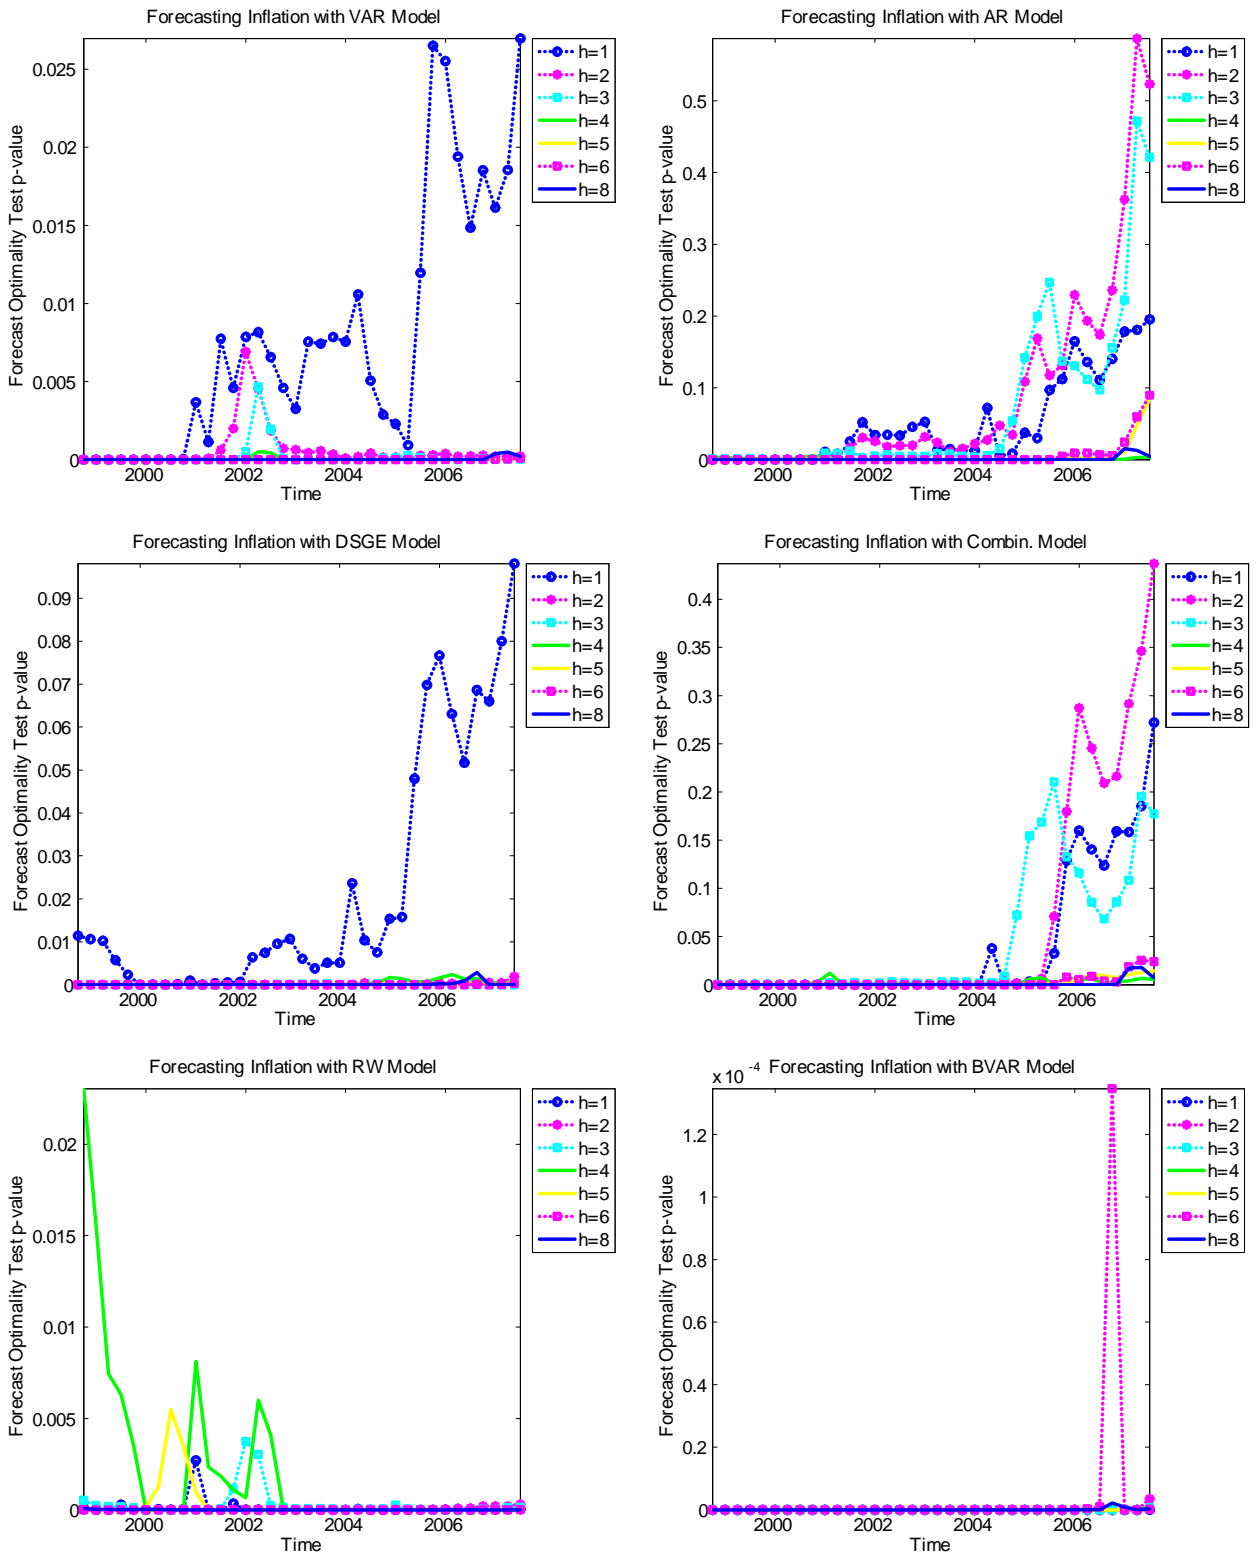 Forecasting Inflation with VAR Model
0.025
0.02
0.015
0.01
0.005
0
Forecast Optimality Test p-value
2000
2002
2004
2006
Time
h=1
h=2
h=3
h=4
h=5
h=6
h=8
Forecasting Inflation with AR Model
0.5
0.4
0.3
0.2
0.1
0
Forecast Optimality Test p-value
2000
2002
2004
2006
Time
h=1
h=2
h=3
h=4
h=5
h=6
h=8
Forecasting Inflation with DSGE Model
0.09
0.08
0.07
0.06
0.05
0.04
0.03
0.02
0.01
0
Forecast Optimality Test p-value
2000
2002
2004
2006
Time
h=1
h=2
h=3
h=4
h=5
h=6
h=8
Forecasting Inflation with Combin. Model
0.4
0.35
0.3
0.25
0.2
0.15
0.1
0.05
0
Forecast Optimality Test p-value
2000
2002
2004
2006
Time
h=1
h=2
h=3
h=4
h=5
h=6
h=8
Forecasting Inflation with RW Model
0.02
0.015
0.01
0.005
0
Forecast Optimality Test p-value
2000
2002
2004
2006
Time
h=1
h=2
h=3
h=4
h=5
h=6
h=8
x 10 -4 Forecasting Inflation with BVAR Model
1.2
1
0.8
0.6
0.4
0.2
0
Forecast Optimality Test p-value
2000
2002
2004
2006
Time
h=1
h=2
h=3
h=4
h=5
h=6
h=8